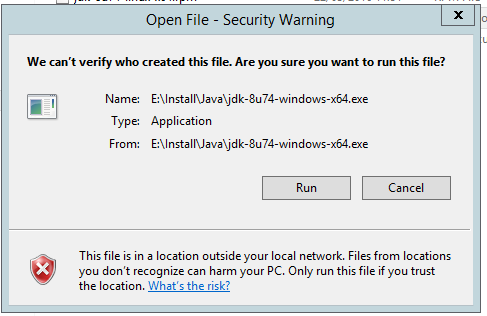 Open File - Security Warning
X
We can't verify who created this file. Are you sure you want to run this file?
Name: E:\Install\Java\jdk-8u74-windows-x64.exe
Type: Application
From: E:\Install\Java\jdk-8u74-windows-x64.exe
Run Cancel
This file is in a location outside your local network. Files from locations
you don't recognize can harm your PC. Only run this file if you trust
the location. What's the risk?